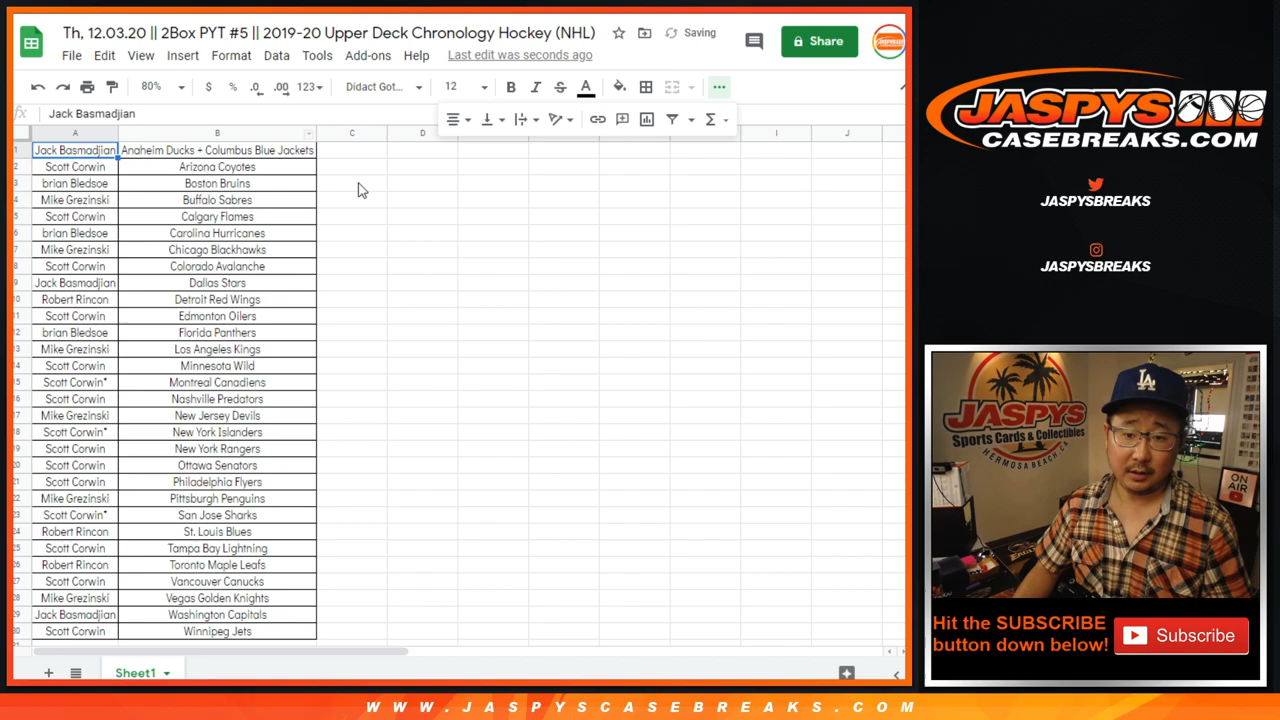 Th, 12.03.20 || 2Box PYT #5 || 2019-20 Upper Deck Chronology Hockey (NHL)
Saving
Share
File Edit View Insert Format Data Tools Add-ons Help Last edit was seconds ago
80% $ % .0 .00 123 Didact Got... 12 B I S A
fx Jack Basmadjian
A B C D I J
1 Jack Basmadjian Anaheim Ducks + Columbus Blue Jackets
2 Scott Corwin Arizona Coyotes
3 brian Bledsoe Boston Bruins
4 Mike Grezinski Buffalo Sabres
5 Scott Corwin Calgary Flames
6 brian Bledsoe Carolina Hurricanes
7 Mike Grezinski Chicago Blackhawks
8 Scott Corwin Colorado Avalanche
9 Jack Basmadjian Dallas Stars
10 Robert Rincon Detroit Red Wings
11 Scott Corwin Edmonton Oilers
12 brian Bledsoe Florida Panthers
13 Mike Grezinski Los Angeles Kings
14 Scott Corwin Minnesota Wild
15 Scott Corwin* Montreal Canadiens
16 Scott Corwin Nashville Predators
17 Mike Grezinski New Jersey Devils
18 Scott Corwin* New York Islanders
19 Scott Corwin New York Rangers
20 Scott Corwin Ottawa Senators
21 Scott Corwin Philadelphia Flyers
22 Mike Grezinski Pittsburgh Penguins
23 Scott Corwin* San Jose Sharks
24 Robert Rincon St. Louis Blues
25 Scott Corwin Tampa Bay Lightning
26 Robert Rincon Toronto Maple Leafs
27 Scott Corwin Vancouver Canucks
28 Mike Grezinski Vegas Golden Knights
29 Jack Basmadjian Washington Capitals
30 Scott Corwin Winnipeg Jets
Sheet1
JASPYS
CASEBREAKS.COM
JASPYSBREAKS
JASPYSBREAKS
JASPYS
Sports Cards & Collectibles
HERMOSA BEACH, CA
LA
ON AIR
Hit the SUBSCRIBE
button down below!
Subscribe
WWW.JASPYSCASEBREAKS.COM